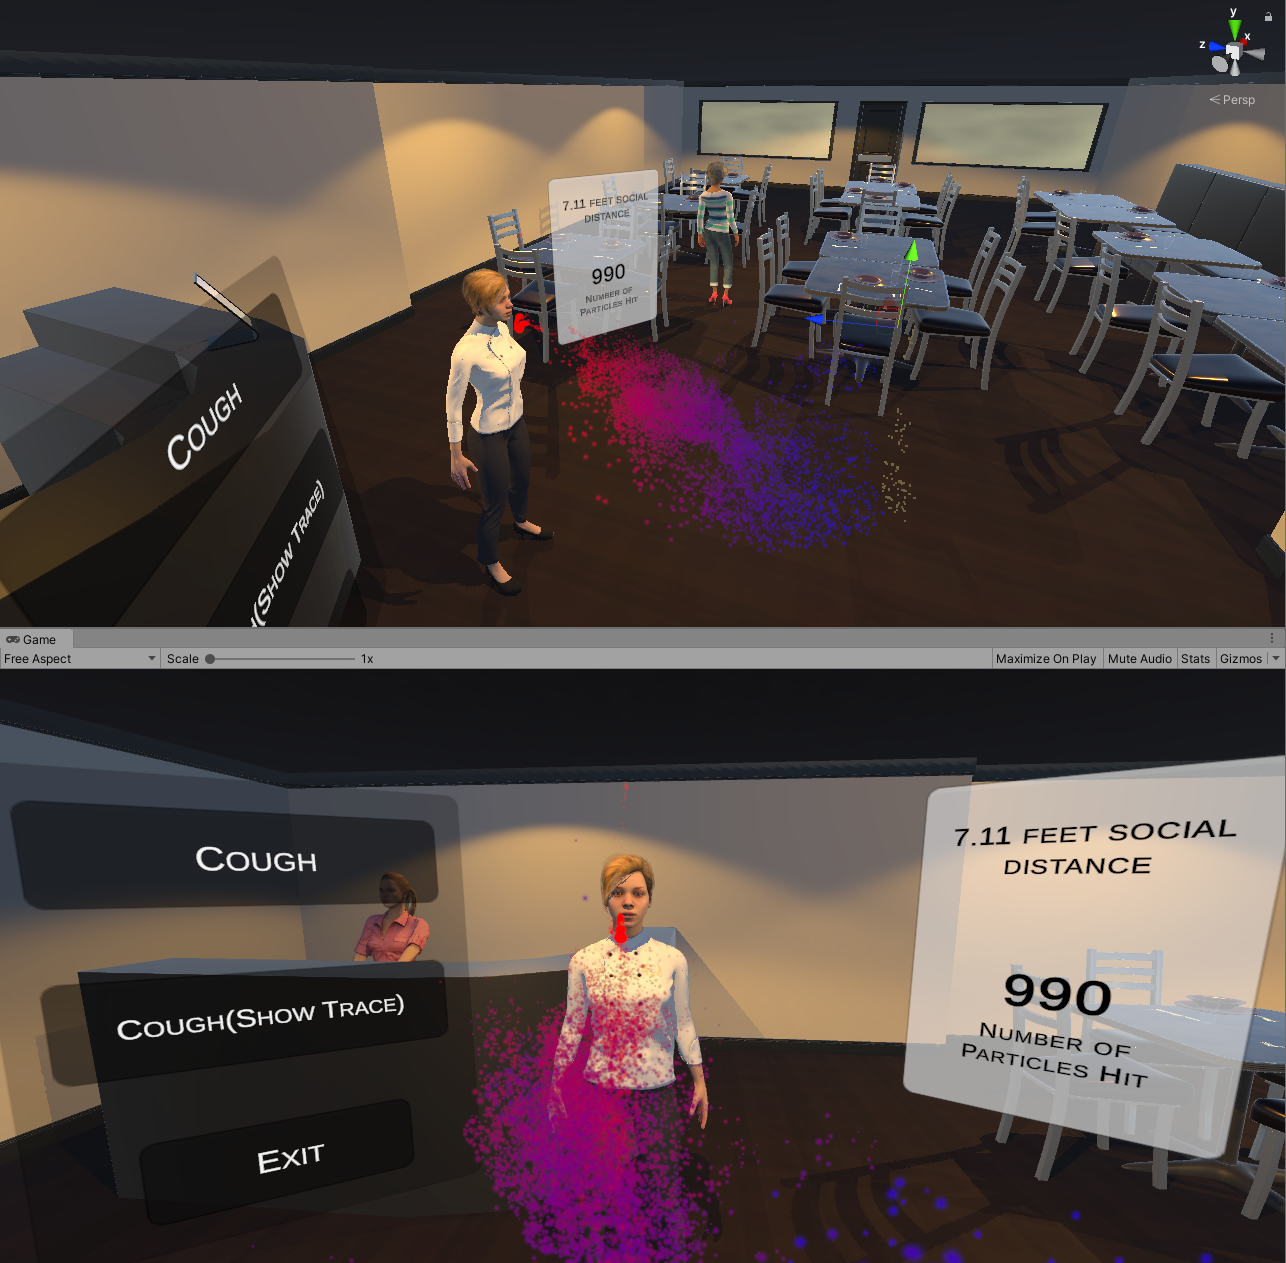 y
x
z
Persp
7.11 FEET SOCIAL
DISTANCE
990
NUMBER OF
PARTICLES HIT
COUGH
(SHOW TRACE)
Game
Free Aspect
Scale
1x
Maximize On Play
Mute Audio
Stats
Gizmos
COUGH
7.11 FEET SOCIAL
DISTANCE
COUGH(SHOW TRACE)
990
NUMBER OF
PARTICLES HIT
EXIT